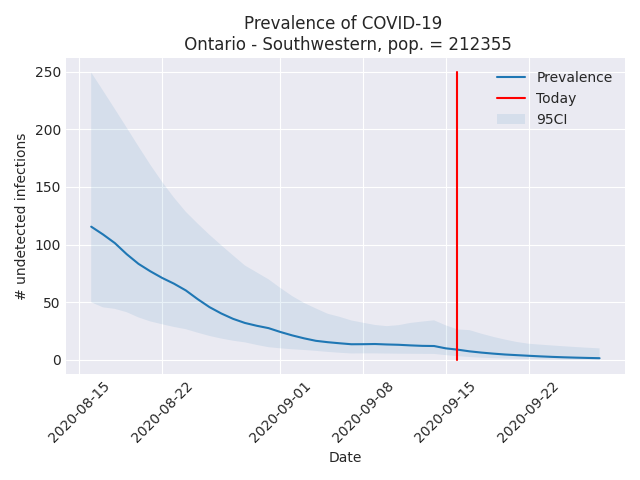 Prevalence of COVID-19
Ontario - Southwestern, pop. = 212355
250
200
150
100
50
0
# undetected infections
Prevalence
Today
95CI
2020-08-15
2020-08-22
2020-09-01
2020-09-08
2020-09-15
2020-09-22
Date